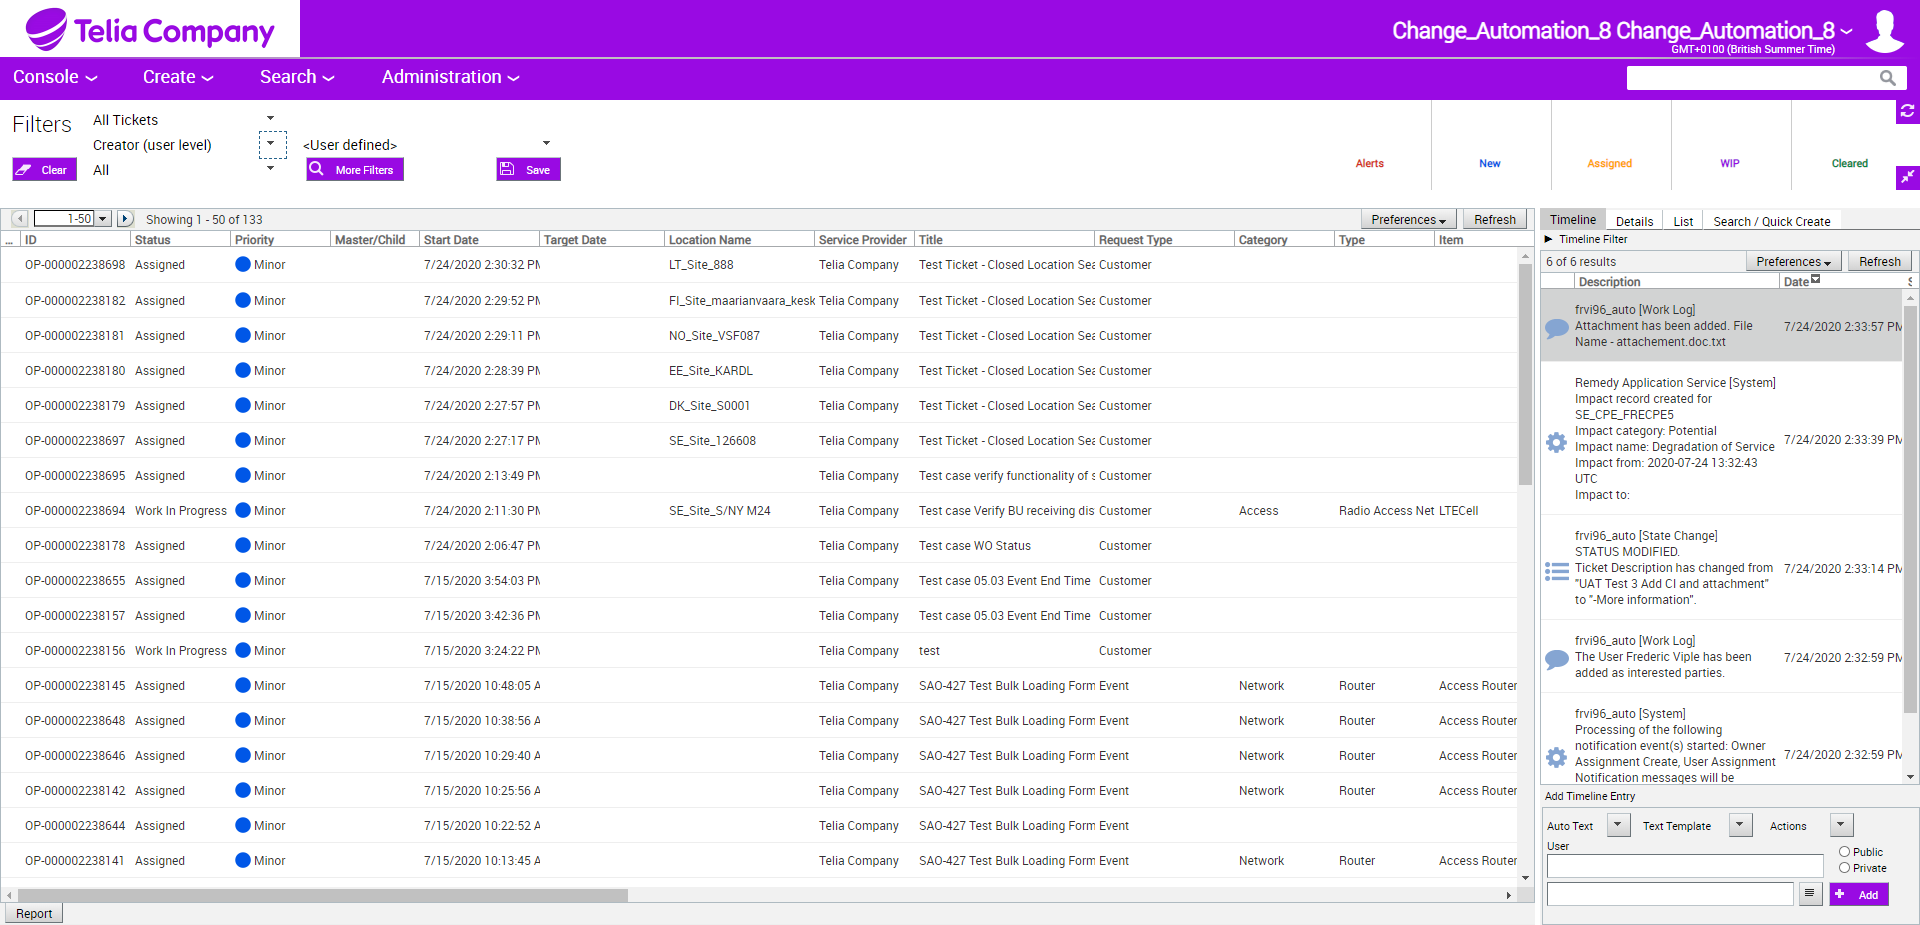 Telia Company
Change_Automation_8 Change_Automation_8
GMT+0100 (British Summer Time)
Console Create Search Administration
Filters
All Tickets
Creator (user level) <User defined>
Clear All More Filters Save
Alerts New Assigned WIP Cleared
1-50 Showing 1 - 50 of 133 Preferences Refresh
... ID Status Priority Master/Child Start Date Target Date Location Name Service Provider Title Request Type Category Type Item
OP-000002238698 Assigned Minor 7/24/2020 2:30:32 PM LT_Site_888 Telia Company Test Ticket - Closed Location Sea Customer
OP-000002238182 Assigned Minor 7/24/2020 2:29:52 PM FI_Site_maarianvaara_kesk Telia Company Test Ticket - Closed Location Sea Customer
OP-000002238181 Assigned Minor 7/24/2020 2:29:11 PM NO_Site_VSF087 Telia Company Test Ticket - Closed Location Sea Customer
OP-000002238180 Assigned Minor 7/24/2020 2:28:39 PM EE_Site_KARDL Telia Company Test Ticket - Closed Location Sea Customer
OP-000002238179 Assigned Minor 7/24/2020 2:27:57 PM DK_Site_S0001 Telia Company Test Ticket - Closed Location Sea Customer
OP-000002238697 Assigned Minor 7/24/2020 2:27:17 PM SE_Site_126608 Telia Company Test Ticket - Closed Location Sea Customer
OP-000002238695 Assigned Minor 7/24/2020 2:13:49 PM Telia Company Test case verify functionality of s Customer
OP-000002238694 Work In Progress Minor 7/24/2020 2:11:30 PM SE_Site_S/NY M24 Telia Company Test case Verify BU receiving dis Customer Access Radio Access Net LTECell
OP-000002238178 Assigned Minor 7/24/2020 2:06:47 PM Telia Company Test case WO Status Customer
OP-000002238655 Assigned Minor 7/15/2020 3:54:03 PM Telia Company Test case 05.03 Event End Time Customer
OP-000002238157 Assigned Minor 7/15/2020 3:42:36 PM Telia Company Test case 05.03 Event End Time Customer
OP-000002238156 Work In Progress Minor 7/15/2020 3:24:22 PM Telia Company test Customer
OP-000002238145 Assigned Minor 7/15/2020 10:48:05 A Telia Company SAO-427 Test Bulk Loading Form Event Network Router Access Router
OP-000002238648 Assigned Minor 7/15/2020 10:38:56 A Telia Company SAO-427 Test Bulk Loading Form Event Network Router Access Router
OP-000002238646 Assigned Minor 7/15/2020 10:29:40 A Telia Company SAO-427 Test Bulk Loading Form Event Network Router Access Router
OP-000002238142 Assigned Minor 7/15/2020 10:25:56 A Telia Company SAO-427 Test Bulk Loading Form Event Network Router Access Router
OP-000002238644 Assigned Minor 7/15/2020 10:22:52 A Telia Company SAO-427 Test Bulk Loading Form Event
OP-000002238141 Assigned Minor 7/15/2020 10:13:45 A Telia Company SAO-427 Test Bulk Loading Form Event Network Router Access Router
Report
Timeline Details List Search / Quick Create
Timeline Filter
6 of 6 results Preferences Refresh
Description Date S
frvi96_auto [Work Log]
Attachment has been added. File 7/24/2020 2:33:57 PM
Name - attachement.doc.txt
Remedy Application Service [System]
Impact record created for
SE_CPE_FRECPE5
Impact category: Potential
Impact name: Degradation of Service 7/24/2020 2:33:39 PM
Impact from: 2020-07-24 13:32:43
UTC
Impact to:
frvi96_auto [State Change]
STATUS MODIFIED.
Ticket Description has changed from 7/24/2020 2:33:14 PM
"UAT Test 3 Add CI and attachment"
to "-More information".
frvi96_auto [Work Log]
The User Frederic Viple has been 7/24/2020 2:32:59 PM
added as interested parties.
frvi96_auto [System]
Processing of the following
notification event(s) started: Owner 7/24/2020 2:32:59 PM
Assignment Create, User Assignment
Notification messages will be
Add Timeline Entry
Auto Text Text Template Actions
User
Public
Private
Add